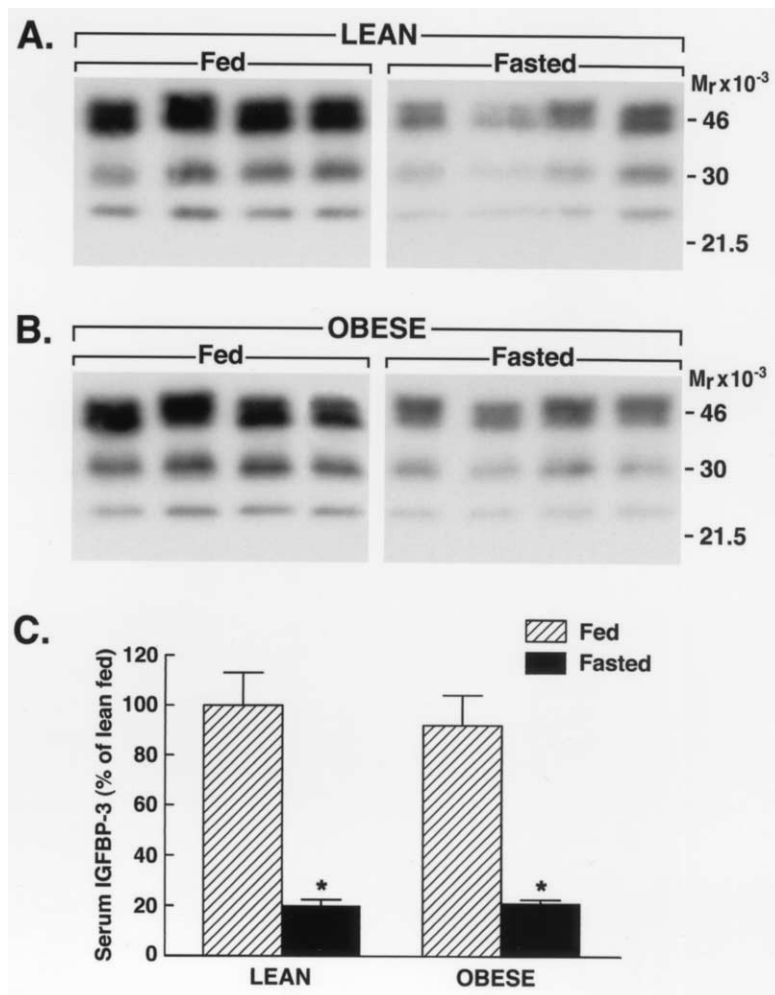 A.
LEAN
Fed Fasted
Mr x10-3
- 46
- 30
- 21.5
B.
OBESE
Fed Fasted
Mr x10-3
- 46
- 30
- 21.5
C.
Fed
Fasted
Serum IGFBP-3 (% of lean fed)
120
100
80
60
40
20
0
* *
LEAN OBESE